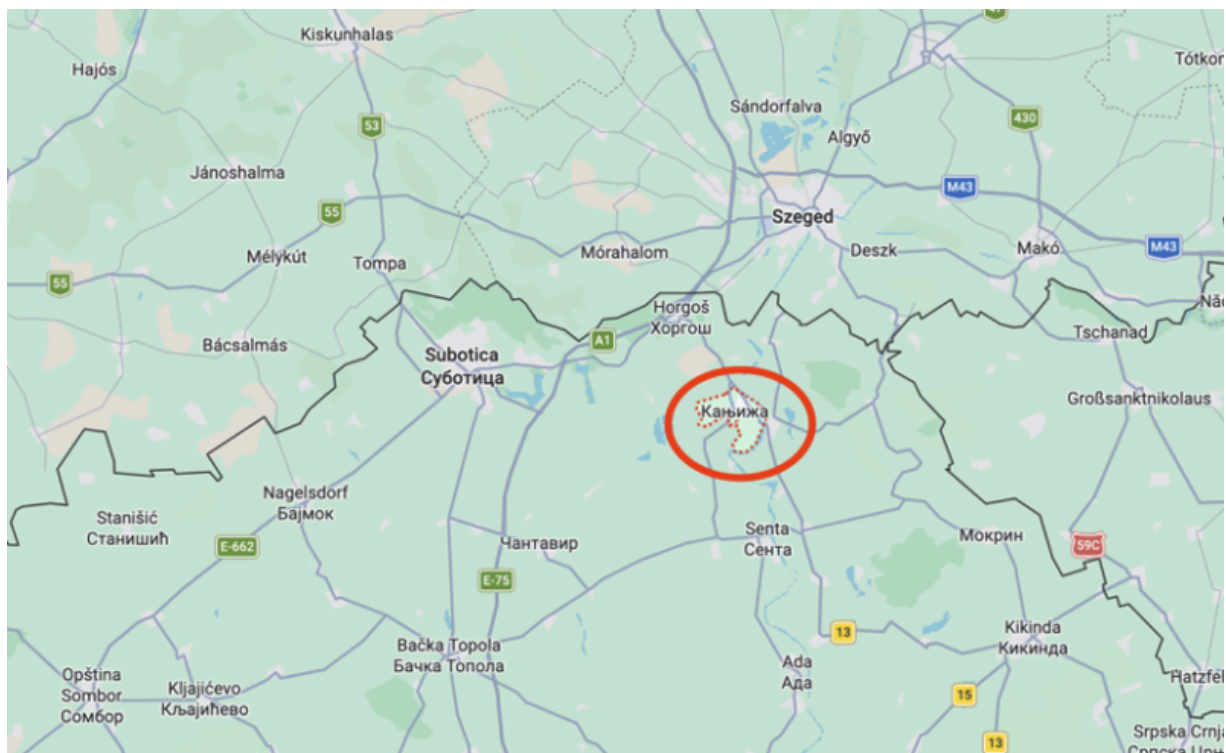 Kiskunhalas
Hajós
Sándorfalva
Algyő
430
53
Jánoshalma
M43
55
Szeged
Mórahalom
Deszk
Makó
M43
Mélykút
Tompa
55
Horgoš
Хоргош
A1
Tschanad
Bácsalmás
Subotica
Суботица
Großsanktnikolaus
Кањижа
Nagelsdorf
Бајмок
Stanišić
Станишић
E-662
Чантавир
Senta
Сента
Мокрин
59C
E-75
13
Kikinda
Кикинда
Bačka Topola
Бачка Топола
Ada
Ада
Opština
Sombor
Сомбор
Kljajićevo
Кљајићево
15
13
Srpska Crnj